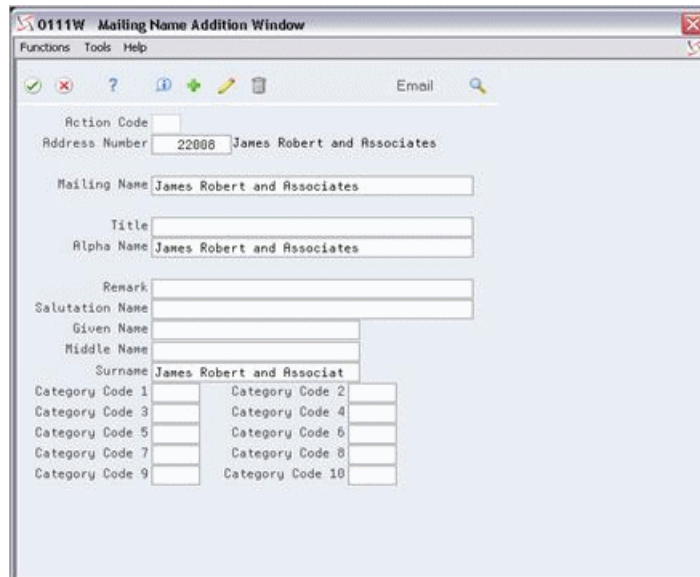 0111W Mailing Name Addition Window
Functions Tools Help
Email
Action Code
Address Number 22008 James Robert and Associates
Mailing Name James Robert and Associates
Title
Alpha Name James Robert and Associates
Remark
Salutation Name
Given Name
Middle Name
Surname James Robert and Associat
Category Code 1 Category Code 2
Category Code 3 Category Code 4
Category Code 5 Category Code 6
Category Code 7 Category Code 8
Category Code 9 Category Code 10